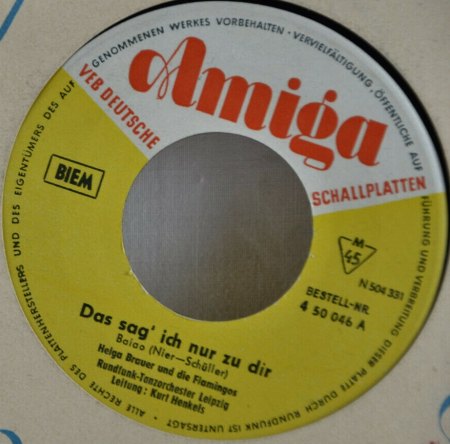 ALLE RECHTE DES PLATTENHERSTELLERS UND DES EIGENTÜMERS DES AUFGENOMMENEN WERKES VORBEHALTEN · VERVIELFÄLTIGUNG, ÖFFENTLICHE AUFFÜHRUNG UND VERBREITUNG DIESER PLATTE DURCH RUNDFUNK IST UNTERSAGT ·
Amiga
VEB DEUTSCHE
SCHALLPLATTEN
BIEM
M
45
N 504 331
BESTELL-NR.
4 50 046 A
Das sag' ich nur zu dir
Baiao (Nier—Schüller)
Helga Brauer und die Flamingos
Rundfunk-Tanzorchester Leipzig
Leitung: Kurt Henkels